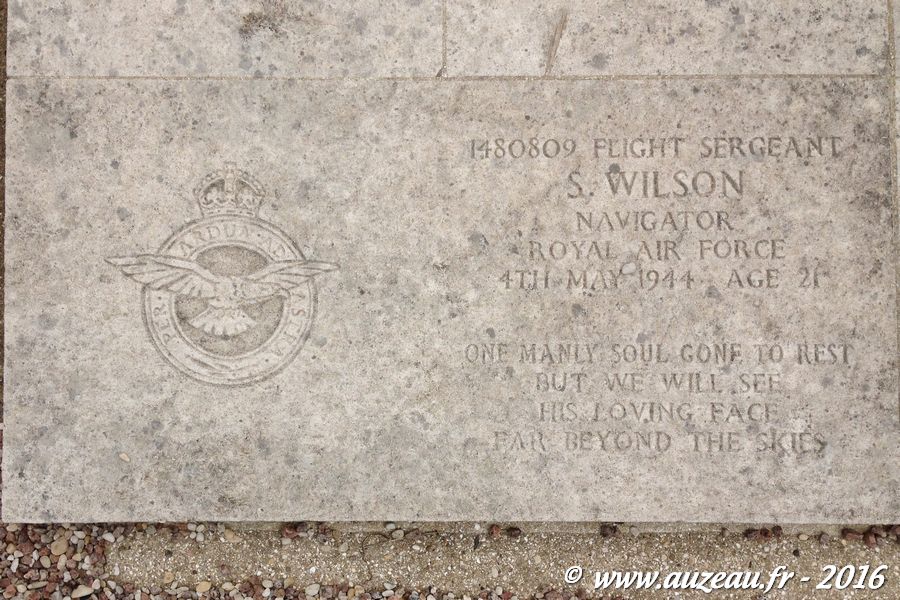 PER · ARDUA · AD · ASTRA
1480809 FLIGHT SERGEANT
S. WILSON
NAVIGATOR
ROYAL AIR FORCE
4TH MAY 1944 AGE 21
ONE MANLY SOUL GONE TO REST
BUT WE WILL SEE
HIS LOVING FACE
FAR BEYOND THE SKIES
© www.auzeau.fr - 2016